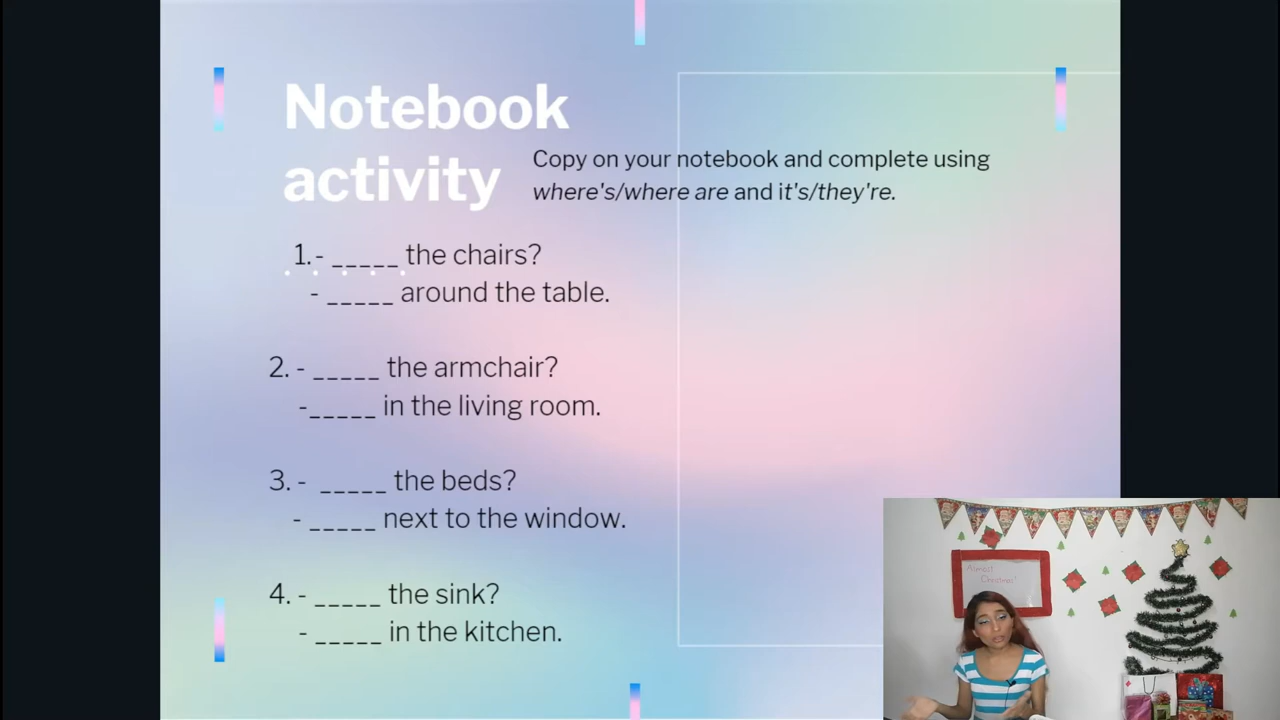 Notebook
activity
Copy on your notebook and complete using
where's/where are and it's/they're.
1.- _____ the chairs?
- _____ around the table.
2. - _____ the armchair?
-_____ in the living room.
3. - _____ the beds?
- _____ next to the window.
4. - _____ the sink?
- _____ in the kitchen.
Almost
Christmas!